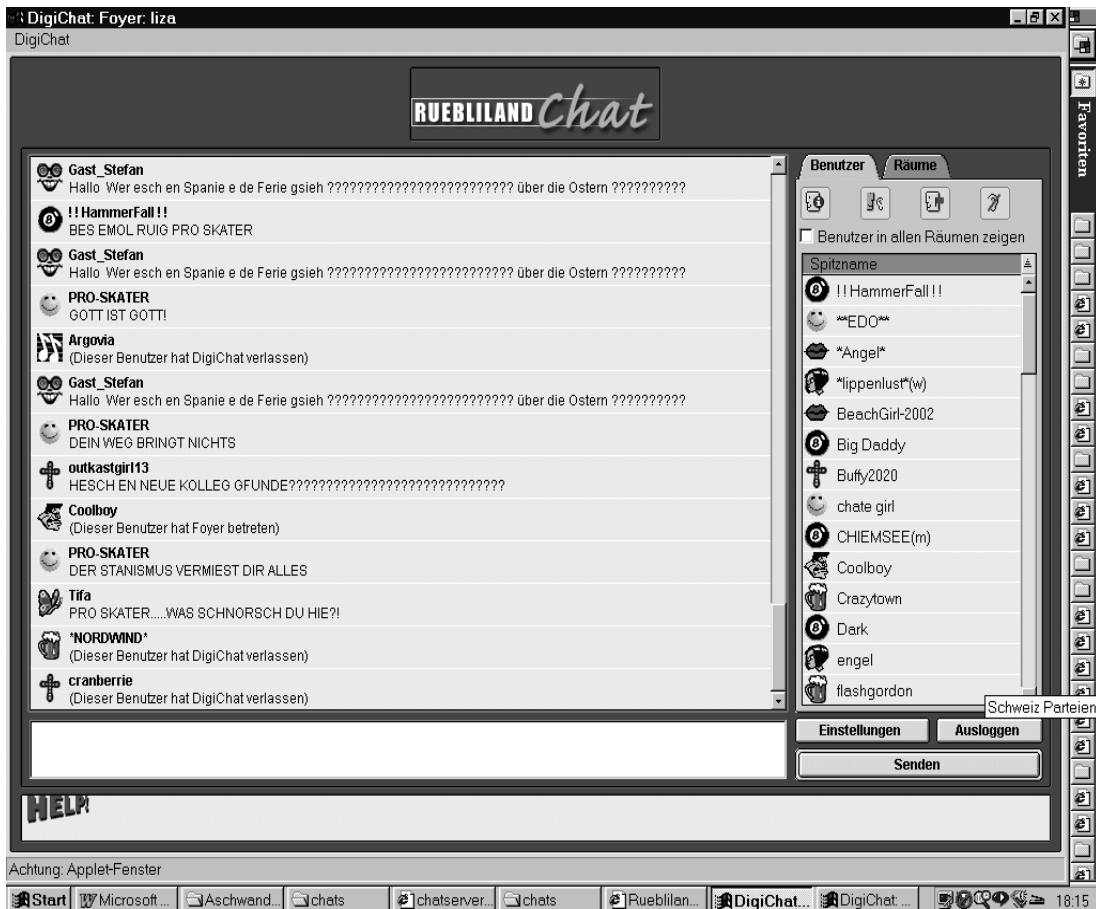 DigiChat: Foyer: liza
DigiChat
RUEBLILAND Chat
Gast_Stefan
Hallo Wer esch en Spanie e de Ferie gsieh ????????????????????????? über die Ostern ??????????
!!HammerFall!!
BES EMOL RUIG PRO SKATER
Gast_Stefan
Hallo Wer esch en Spanie e de Ferie gsieh ????????????????????????? über die Ostern ??????????
PRO-SKATER
GOTT IST GOTT!
Argovia
(Dieser Benutzer hat DigiChat verlassen)
Gast_Stefan
Hallo Wer esch en Spanie e de Ferie gsieh ????????????????????????? über die Ostern ??????????
PRO-SKATER
DEIN WEG BRINGT NICHTS
outkastgirl13
HESCH EN NEUE KOLLEG GFUNDE?????????????????????????????
Coolboy
(Dieser Benutzer hat Foyer betreten)
PRO-SKATER
DER STANISMUS VERMIEST DIR ALLES
Tifa
PRO SKATER.....WAS SCHNORSCH DU HIE?!
*NORDWIND*
(Dieser Benutzer hat DigiChat verlassen)
cranberrie
(Dieser Benutzer hat DigiChat verlassen)
Benutzer Räume
Benutzer in allen Räumen zeigen
Spitzname
!!HammerFall!!
**EDO**
*Angel*
*lippenlust*(w)
BeachGirl-2002
Big Daddy
Buffy2020
chate girl
CHIEMSEE(m)
Coolboy
Crazytown
Dark
engel
flashgordon
Einstellungen Ausloggen
Senden
Favoriten
Schweiz Parteien
HELP!
Achtung: Applet-Fenster
Start Microsoft ... Aschwand... chats chatserver... chats Rueblilan... DigiChat... DigiChat: ... 18:15